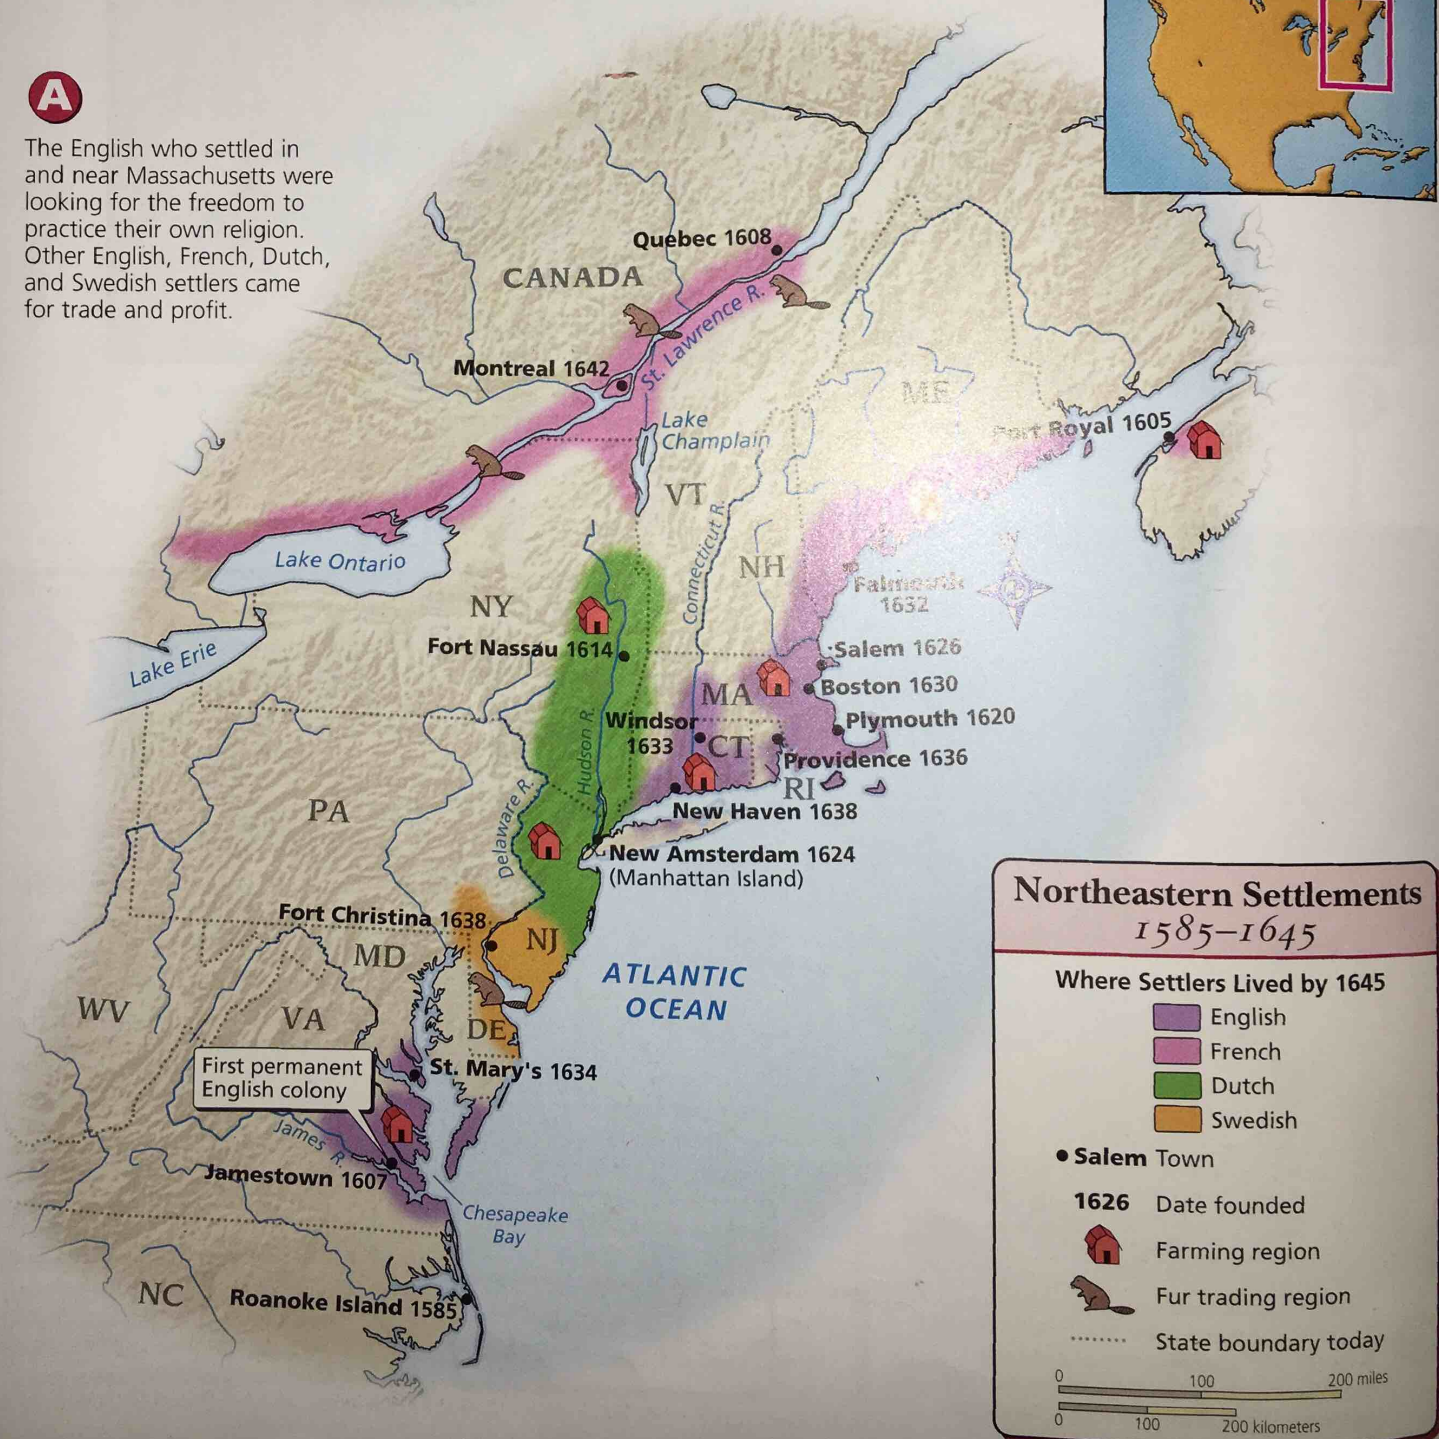 A
The English who settled in
and near Massachusetts were
looking for the freedom to
practice their own religion.
Other English, French, Dutch,
and Swedish settlers came
for trade and profit.
Quebec 1608
CANADA
St. Lawrence R.
Montreal 1642
ME
Lake
Champlain
Port Royal 1605
VT
Connecticut R.
Lake Ontario
NH
Falmouth
1632
NY
Fort Nassau 1614
Salem 1626
Lake Erie
MA
Boston 1630
Hudson R.
Windsor
1633
Plymouth 1620
CT
Providence 1636
RI
PA
Delaware R.
New Haven 1638
New Amsterdam 1624
(Manhattan Island)
Fort Christina 1638
NJ
MD
ATLANTIC
OCEAN
WV
VA
DE
First permanent
English colony
St. Mary's 1634
James R.
Jamestown 1607
Chesapeake
Bay
NC
Roanoke Island 1585
Northeastern Settlements
1585–1645
Where Settlers Lived by 1645
English
French
Dutch
Swedish
Salem Town
1626 Date founded
Farming region
Fur trading region
State boundary today
0 100 200 miles
0 100 200 kilometers